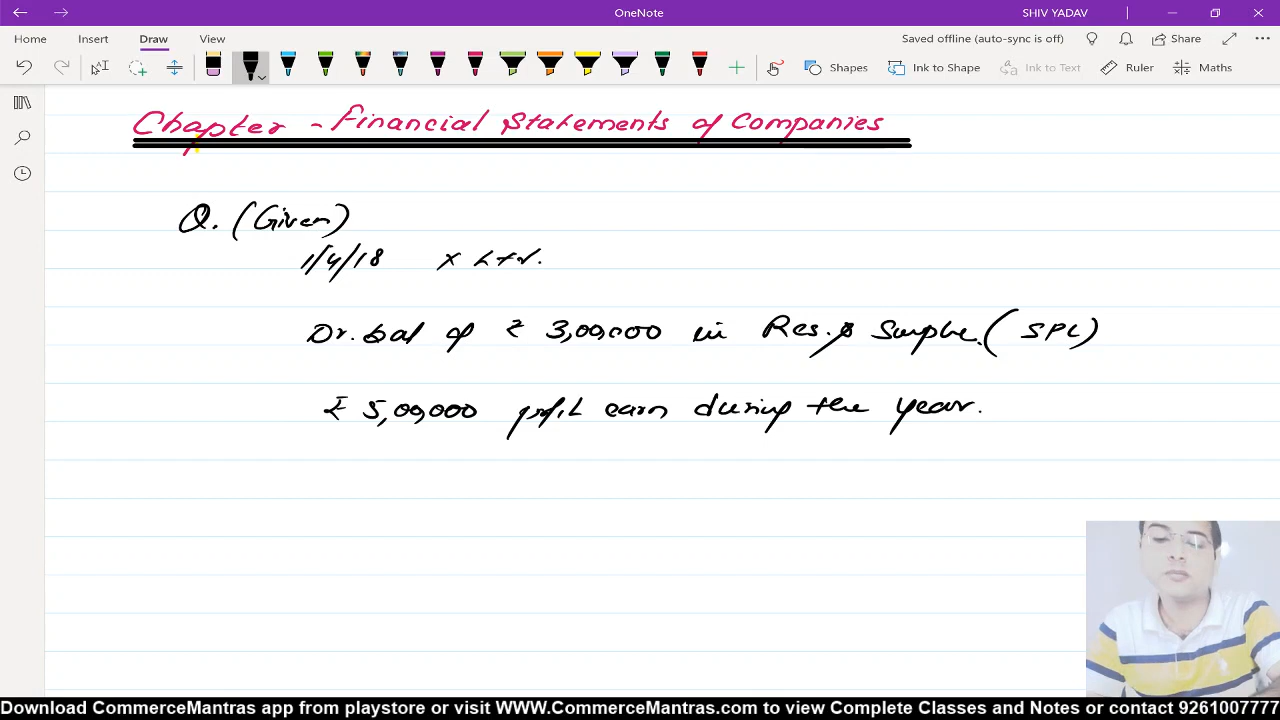 OneNote
SHIV YADAV
Home Insert Draw View
Saved offline (auto-sync is off) Share
Shapes Ink to Shape Ink to Text Ruler Maths
Chapter - Financial Statements of Companies
Q. (Given)
1/4/18 X Ltd.
Dr. bal of ₹ 3,00,000 in Res. & (SPL)
₹ 5,00,000 profit earn during the year.
Download CommerceMantras app from playstore or visit WWW.CommerceMantras.com to view Complete Classes and Notes or contact 9261007777